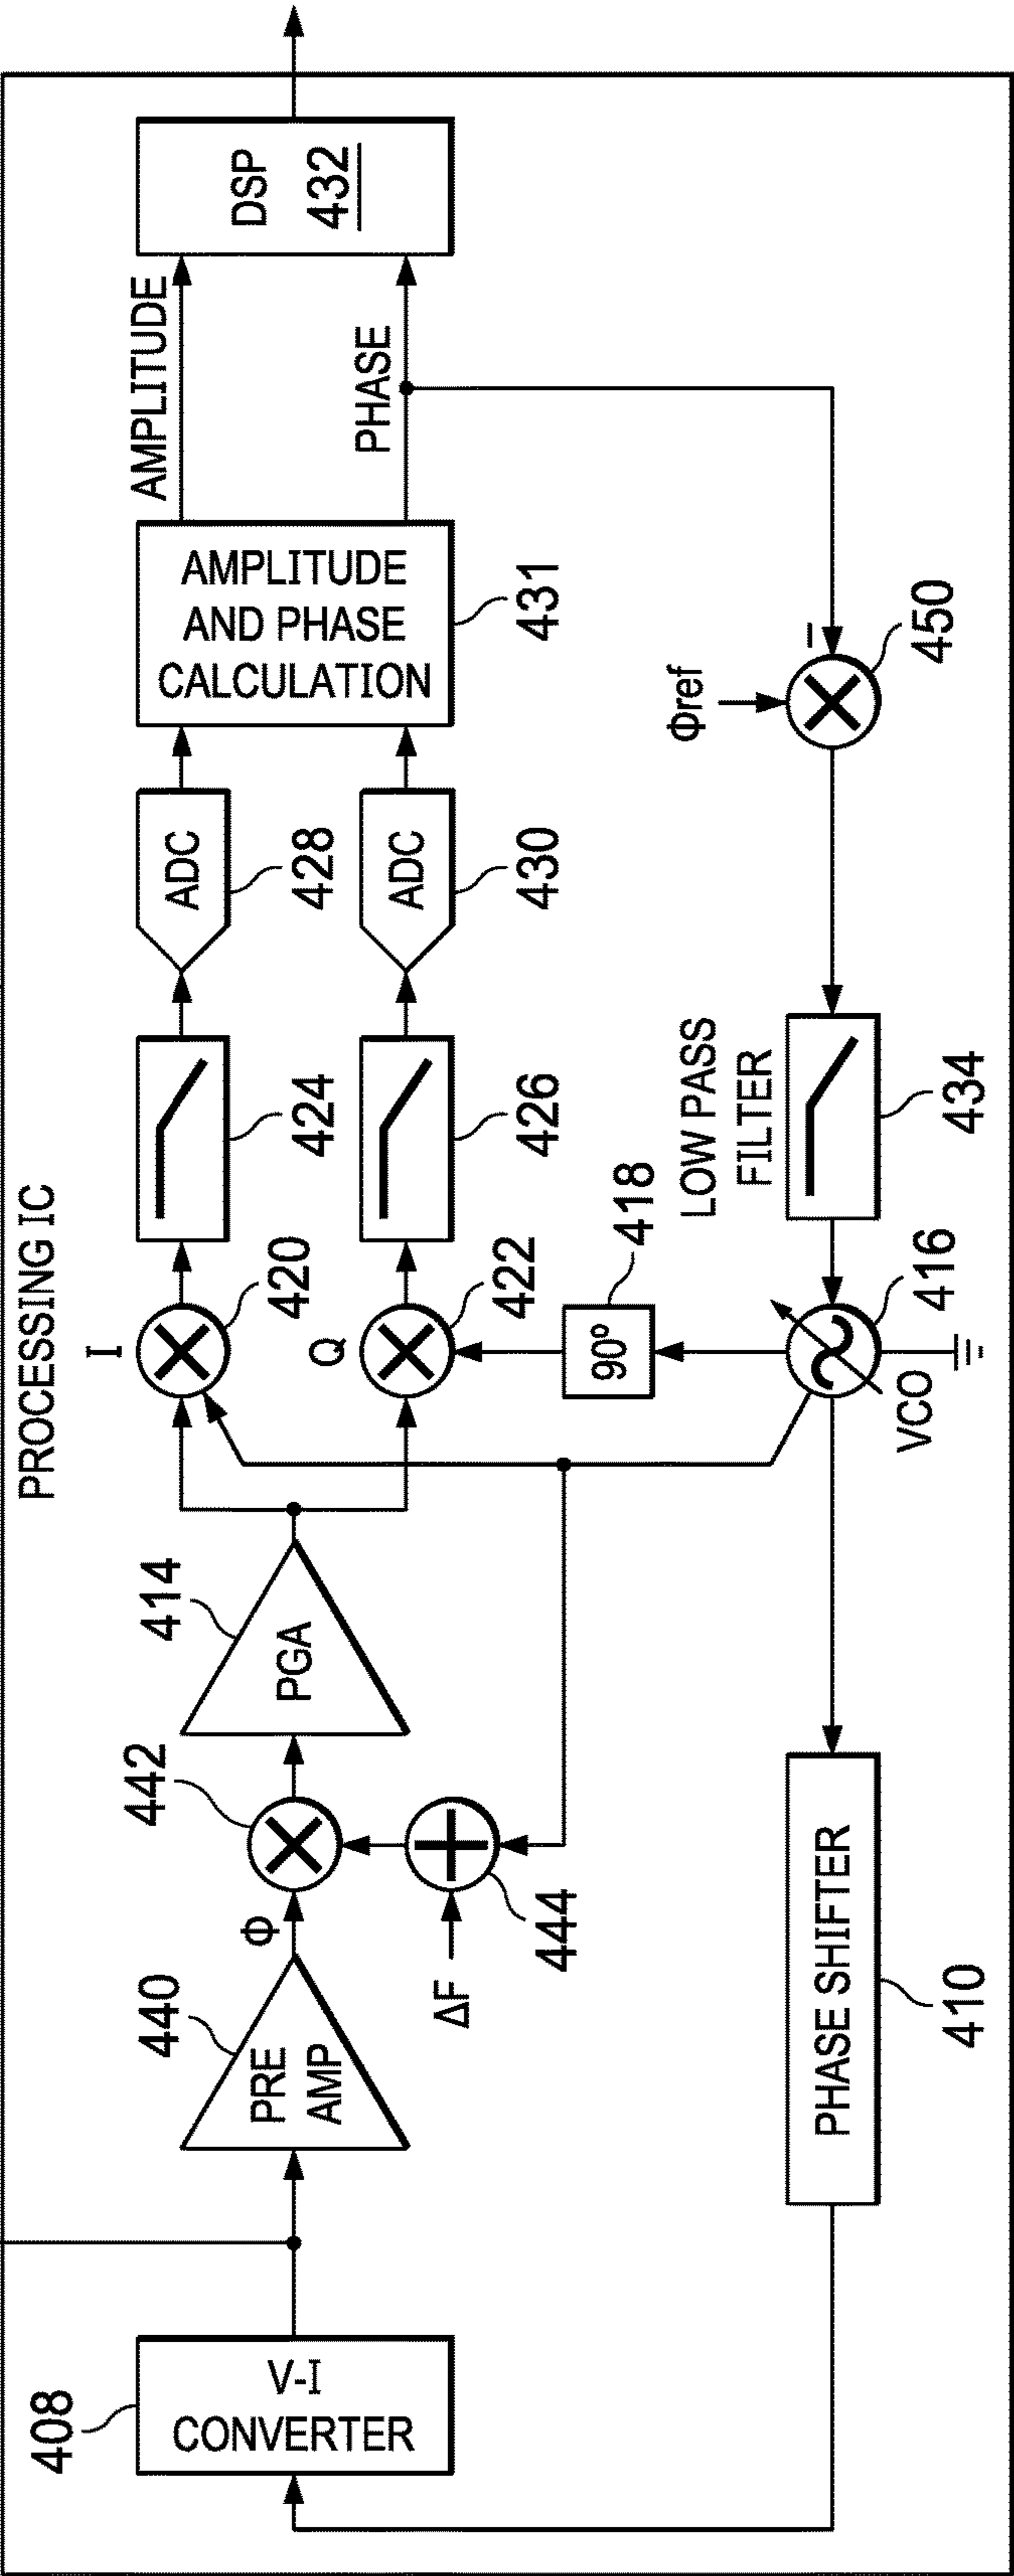 PROCESSING IC
408
V-I
CONVERTER
440
PRE
AMP
Φ
442
ΔF
444
414
PGA
I
420
Q
422
424
426
ADC
428
ADC
430
AMPLITUDE
AND PHASE
CALCULATION
431
AMPLITUDE
PHASE
DSP
432
90º
418
PHASE SHIFTER
410
VCO
416
LOW PASS
FILTER
434
Φref
–
450